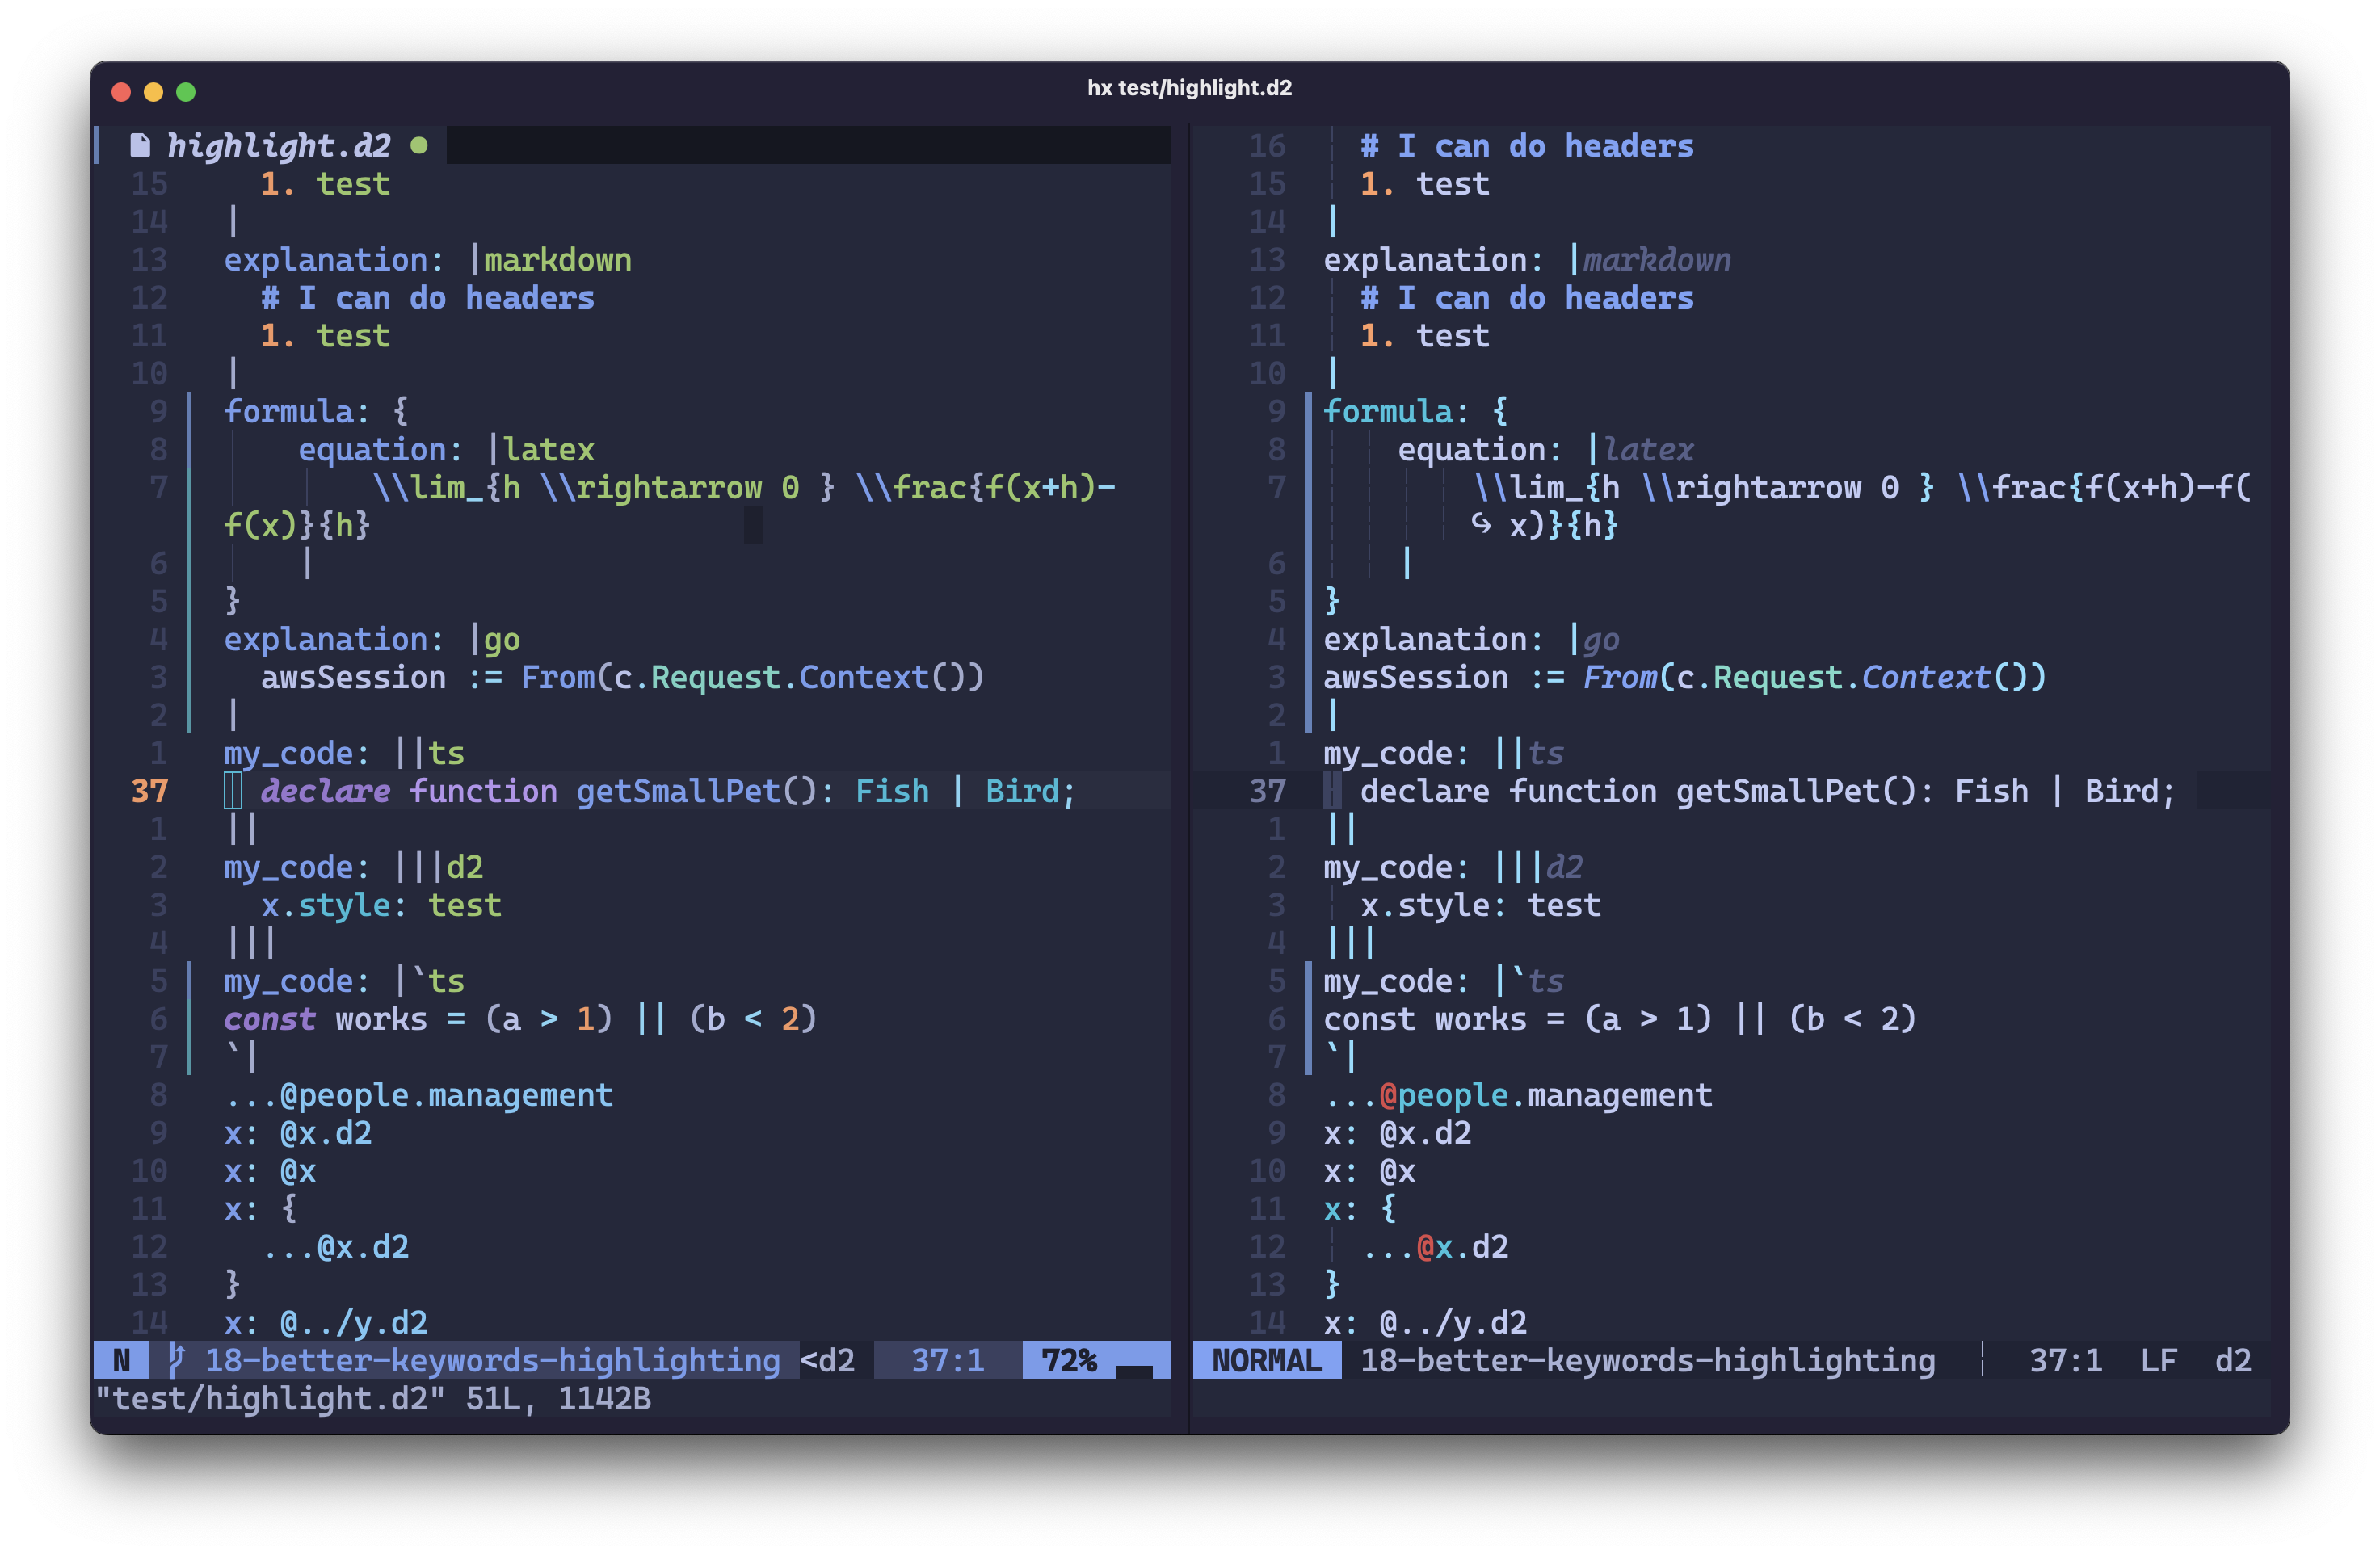 hx test/highlight.d2
highlight.d2
15 1. test
14 |
13 explanation: |markdown
12 # I can do headers
11 1. test
10 |
9 formula: {
8 equation: |latex
7 \\lim_{h \\rightarrow 0 } \\frac{f(x+h)-
f(x)}{h}
6 |
5 }
4 explanation: |go
3 awsSession := From(c.Request.Context())
2 |
1 my_code: ||ts
37 declare function getSmallPet(): Fish | Bird;
1 ||
2 my_code: |||d2
3 x.style: test
4 |||
5 my_code: |`ts
6 const works = (a > 1) || (b < 2)
7 `|
8 ...@people.management
9 x: @x.d2
10 x: @x
11 x: {
12 ...@x.d2
13 }
14 x: @../y.d2
N 18-better-keywords-highlighting <d2 37:1 72%
"test/highlight.d2" 51L, 1142B
16 # I can do headers
15 1. test
14 |
13 explanation: |markdown
12 # I can do headers
11 1. test
10 |
9 formula: {
8 equation: |latex
7 \\lim_{h \\rightarrow 0 } \\frac{f(x+h)-f(
↪ x)}{h}
6 |
5 }
4 explanation: |go
3 awsSession := From(c.Request.Context())
2 |
1 my_code: ||ts
37 declare function getSmallPet(): Fish | Bird;
1 ||
2 my_code: |||d2
3 x.style: test
4 |||
5 my_code: |`ts
6 const works = (a > 1) || (b < 2)
7 `|
8 ...@people.management
9 x: @x.d2
10 x: @x
11 x: {
12 ...@x.d2
13 }
14 x: @../y.d2
NORMAL 18-better-keywords-highlighting 37:1 LF d2